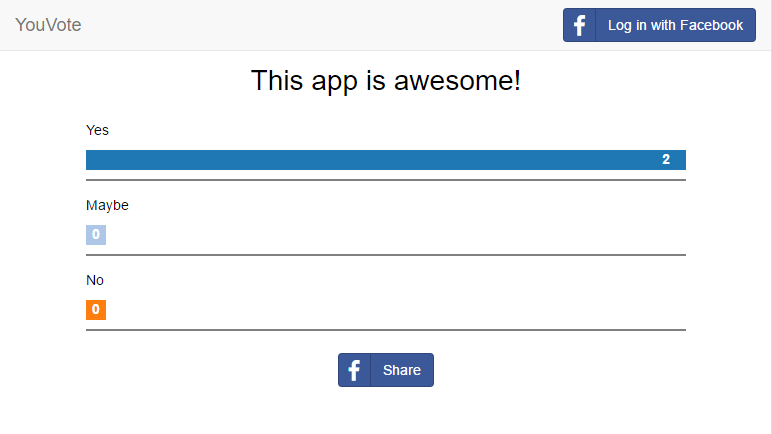 YouVote
Log in with Facebook
This app is awesome!
Yes
2
Maybe
0
No
0
Share